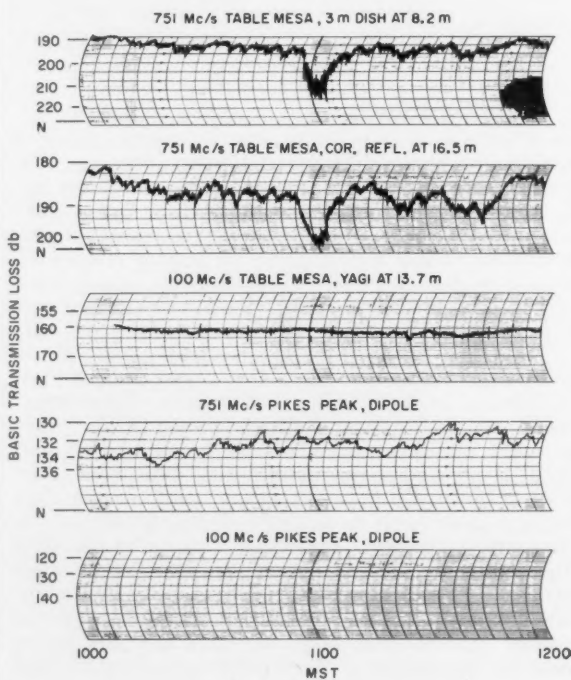 751 Mc/s TABLE MESA, 3 m DISH AT 8.2 m
190
200
210
220
N
751 Mc/s TABLE MESA, COR. REFL. AT 16.5 m
180
190
200
N
100 Mc/s TABLE MESA, YAGI AT 13.7 m
155
160
170
N
BASIC TRANSMISSION LOSS db
751 Mc/s PIKES PEAK, DIPOLE
130
132
134
136
N
100 Mc/s PIKES PEAK, DIPOLE
120
130
140
1000
1100
1200
MST